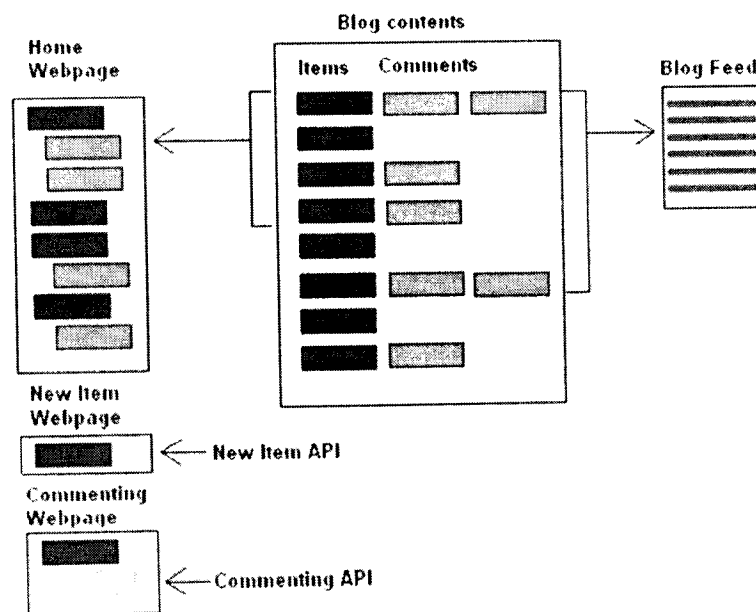 Blog contents
Home
Webpage
Items Comments
Blog Feed
New Item
Webpage
New Item API
Commenting
Webpage
Commenting API